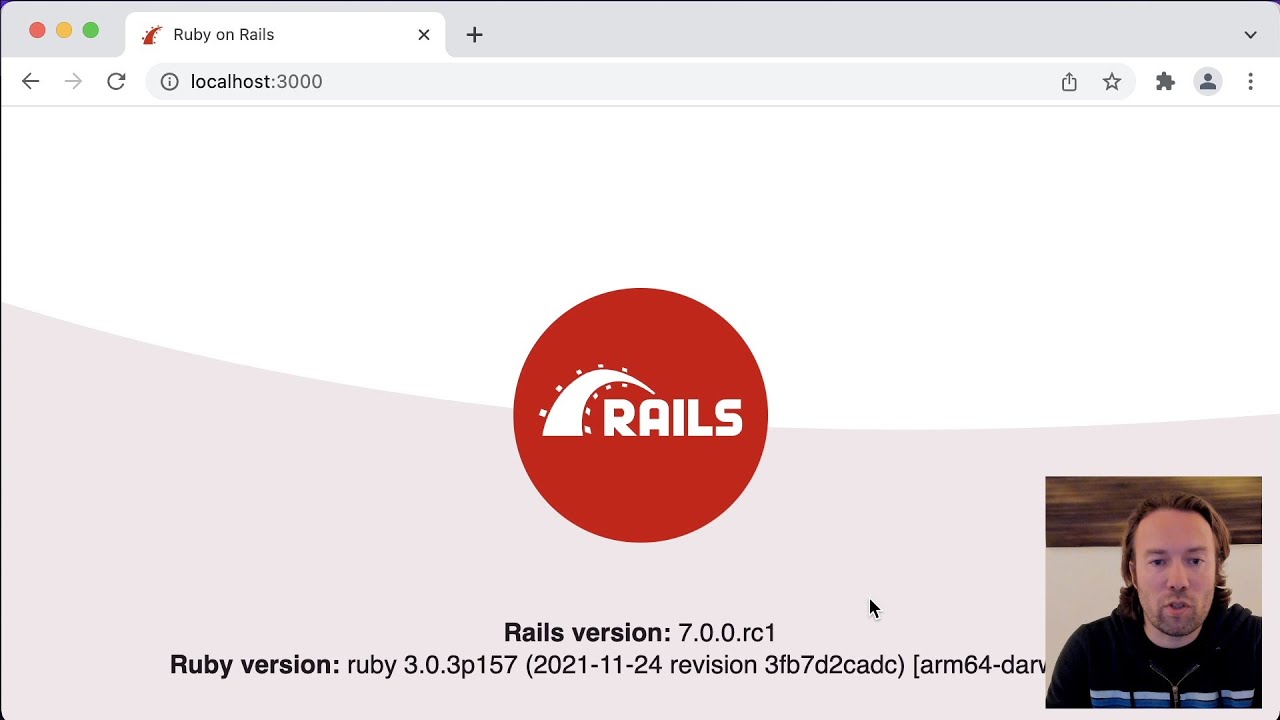 Ruby on Rails
localhost:3000
RAILS
Rails version: 7.0.0.rc1
Ruby version: ruby 3.0.3p157 (2021-11-24 revision 3fb7d2cadc) [arm64-darw